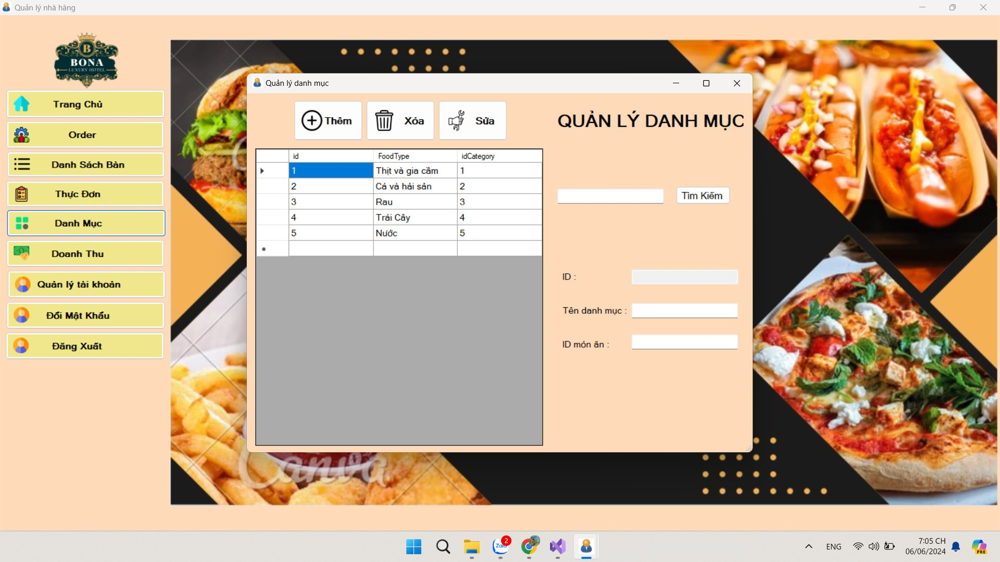 Quản lý nhà hàng
B
BONA
LUXURY HOTEL
Trang Chủ
Order
Danh Sách Bàn
Thực Đơn
Danh Mục
Doanh Thu
Quản lý tài khoản
Đổi Mật Khẩu
Đăng Xuất
Quản lý danh mục
Thêm
Xóa
Sửa
QUẢN LÝ DANH MỤC
id FoodType idCategory
1 Thịt và gia cầm 1
2 Cá và hải sản 2
3 Rau 3
4 Trái Cây 4
5 Nước 5
Tìm Kiếm
ID :
Tên danh mục :
ID món ăn :
Canva
Zalo
2
ENG
7:05 CH
06/06/2024
PRE